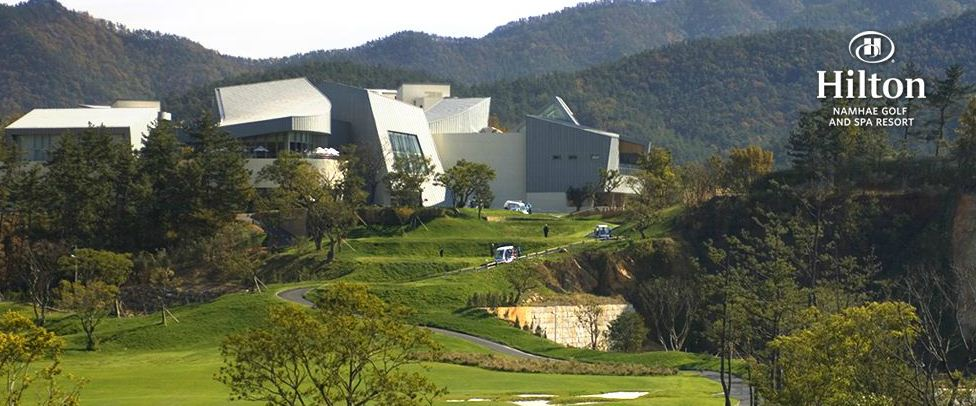 Hilton
NAMHAE GOLF
AND SPA RESORT